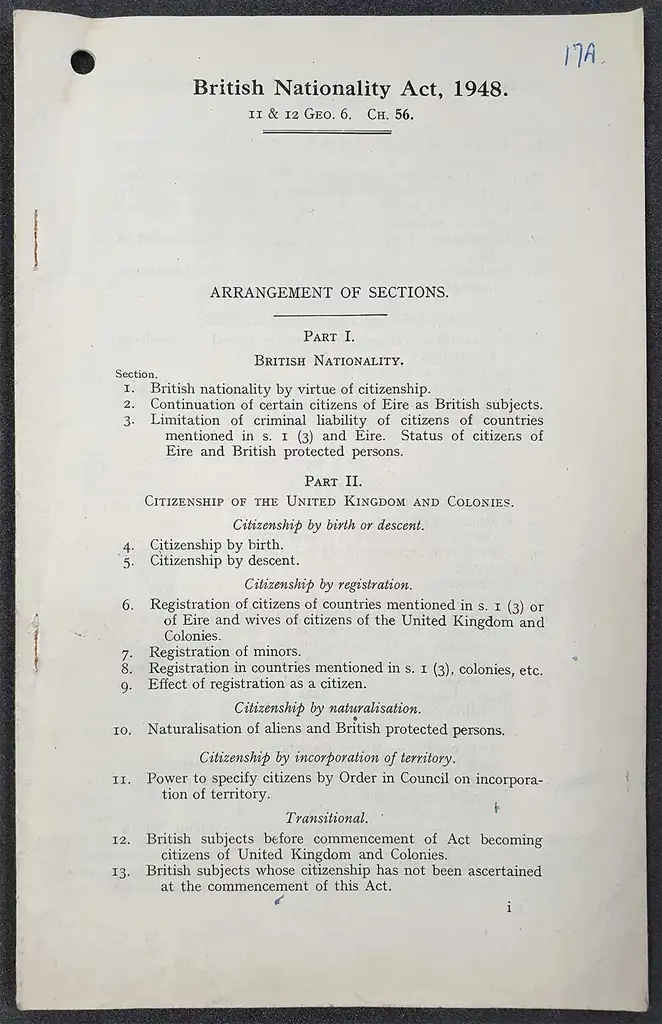 17A.
British Nationality Act, 1948.
11 & 12 Geo. 6. Ch. 56.
ARRANGEMENT OF SECTIONS.
Part I.
British Nationality.
Section.
1. British nationality by virtue of citizenship.
2. Continuation of certain citizens of Eire as British subjects.
3. Limitation of criminal liability of citizens of countries
mentioned in s. 1 (3) and Eire. Status of citizens of
Eire and British protected persons.
Part II.
Citizenship of the United Kingdom and Colonies.
Citizenship by birth or descent.
4. Citizenship by birth.
5. Citizenship by descent.
Citizenship by registration.
6. Registration of citizens of countries mentioned in s. 1 (3) or
of Eire and wives of citizens of the United Kingdom and
Colonies.
7. Registration of minors.
8. Registration in countries mentioned in s. 1 (3), colonies, etc.
9. Effect of registration as a citizen.
Citizenship by naturalisation.
10. Naturalisation of aliens and British protected persons.
Citizenship by incorporation of territory.
11. Power to specify citizens by Order in Council on incorpora-
tion of territory.
Transitional.
12. British subjects before commencement of Act becoming
citizens of United Kingdom and Colonies.
13. British subjects whose citizenship has not been ascertained
at the commencement of this Act.
i